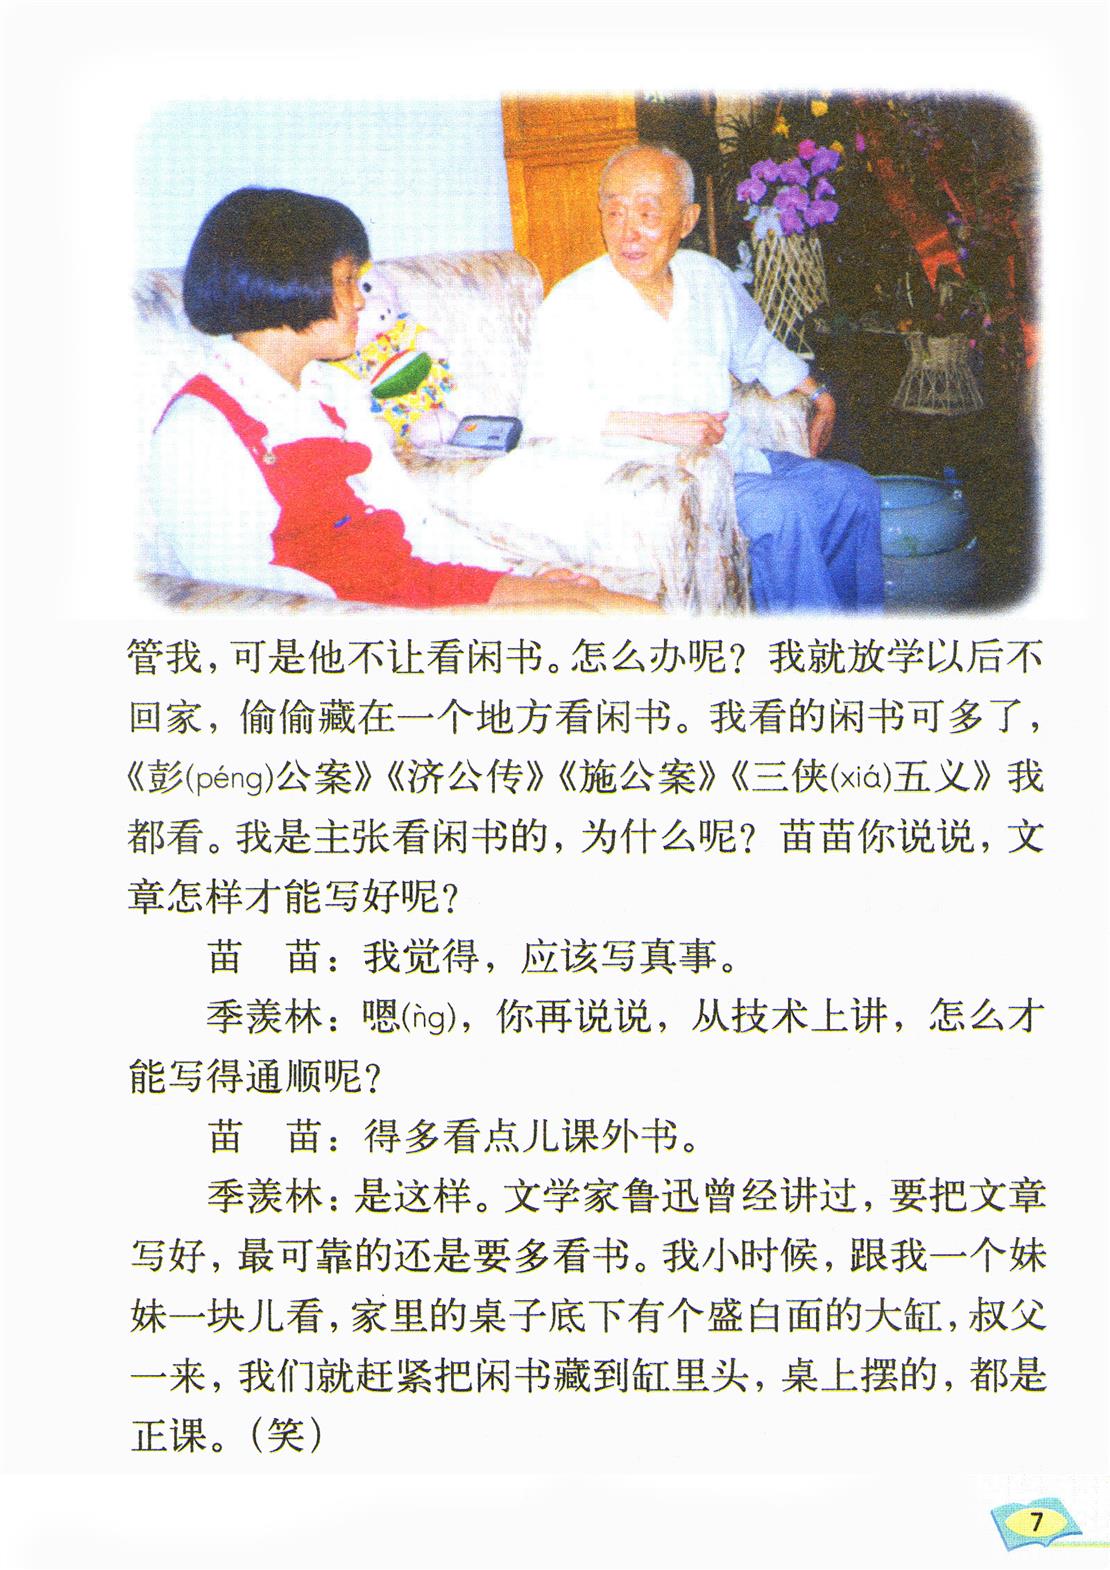 管我，可是他不让看闲书。怎么办呢？我就放学以后不
回家，偷偷藏在一个地方看闲书。我看的闲书可多了，
《彭(péng)公案》《济公传》《施公案》《三侠(xiá)五义》我
都看。我是主张看闲书的，为什么呢？苗苗你说说，文
章怎样才能写好呢？
苗　苗：我觉得，应该写真事。
季羡林：嗯(ǹg)，你再说说，从技术上讲，怎么才
能写得通顺呢？
苗　苗：得多看点儿课外书。
季羡林：是这样。文学家鲁迅曾经讲过，要把文章
写好，最可靠的还是要多看书。我小时候，跟我一个妹
妹一块儿看，家里的桌子底下有个盛白面的大缸，叔父
一来，我们就赶紧把闲书藏到缸里头，桌上摆的，都是
正课。（笑）
7